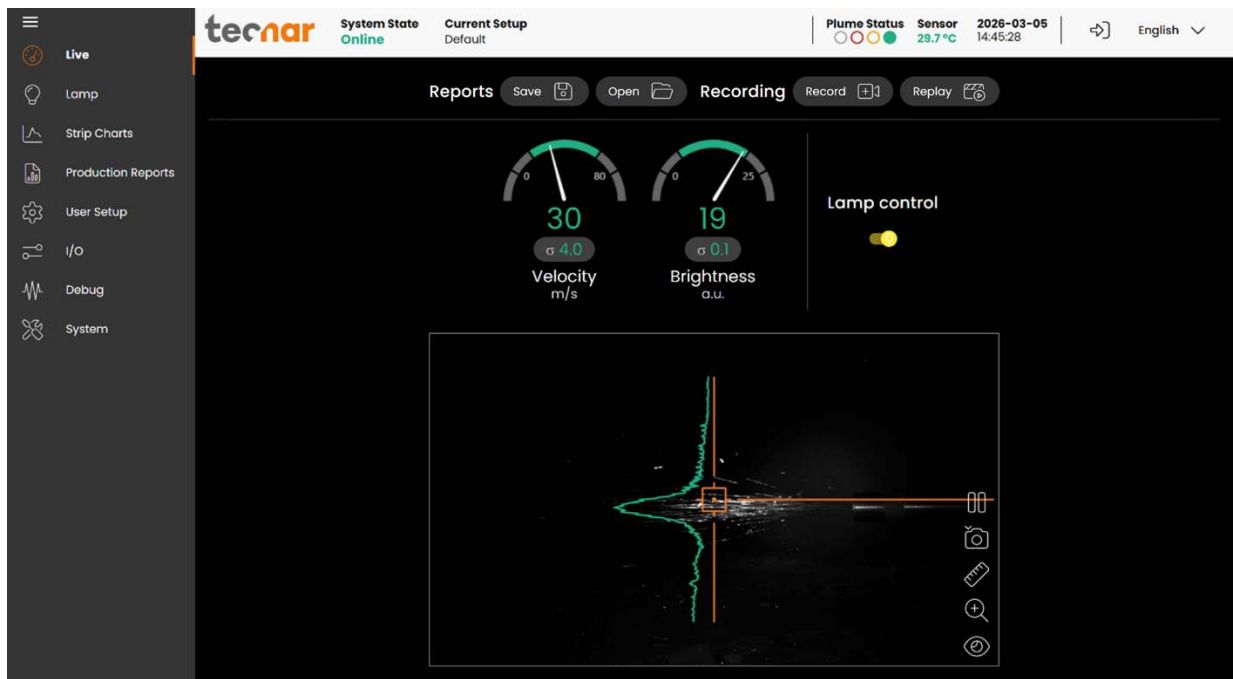 tecnar
System State
Online
Current Setup
Default
Plume Status
Sensor
29.7 °C
2026-03-05
14:45:28
English
Live
Lamp
Strip Charts
Production Reports
User Setup
I/O
Debug
System
Reports Save Open Recording Record Replay
0 80
30
σ 4.0
Velocity
m/s
0 25
19
σ 0.1
Brightness
a.u.
Lamp control